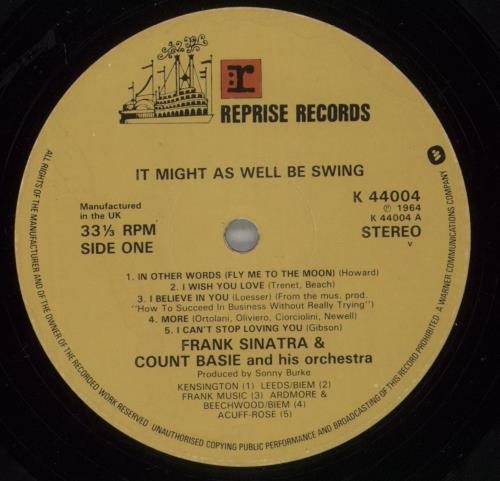 r
REPRISE RECORDS
IT MIGHT AS WELL BE SWING
Manufactured
in the UK
33⅓ RPM
SIDE ONE
K 44004
℗ 1964
K 44004 A
STEREO
V
1. IN OTHER WORDS (FLY ME TO THE MOON) (Howard)
2. I WISH YOU LOVE (Trenet, Beach)
3. I BELIEVE IN YOU (Loesser) (From the mus. prod.
"How To Succeed in Business Without Really Trying")
4. MORE (Ortolani, Oliviero, Ciorciolini, Newell)
5. I CAN'T STOP LOVING YOU (Gibson)
FRANK SINATRA &
COUNT BASIE and his orchestra
Produced by Sonny Burke
KENSINGTON (1) LEEDS/BIEM (2)
FRANK MUSIC (3) ARDMORE &
BEECHWOOD/BIEM (4)
ACUFF-ROSE (5)
ALL RIGHTS OF THE MANUFACTURER AND OF THE OWNER OF THE RECORDED WORK RESERVED UNAUTHORISED COPYING PUBLIC PERFORMANCE AND BROADCASTING OF THIS RECORD PROHIBITED A WARNER COMMUNICATIONS COMPANY